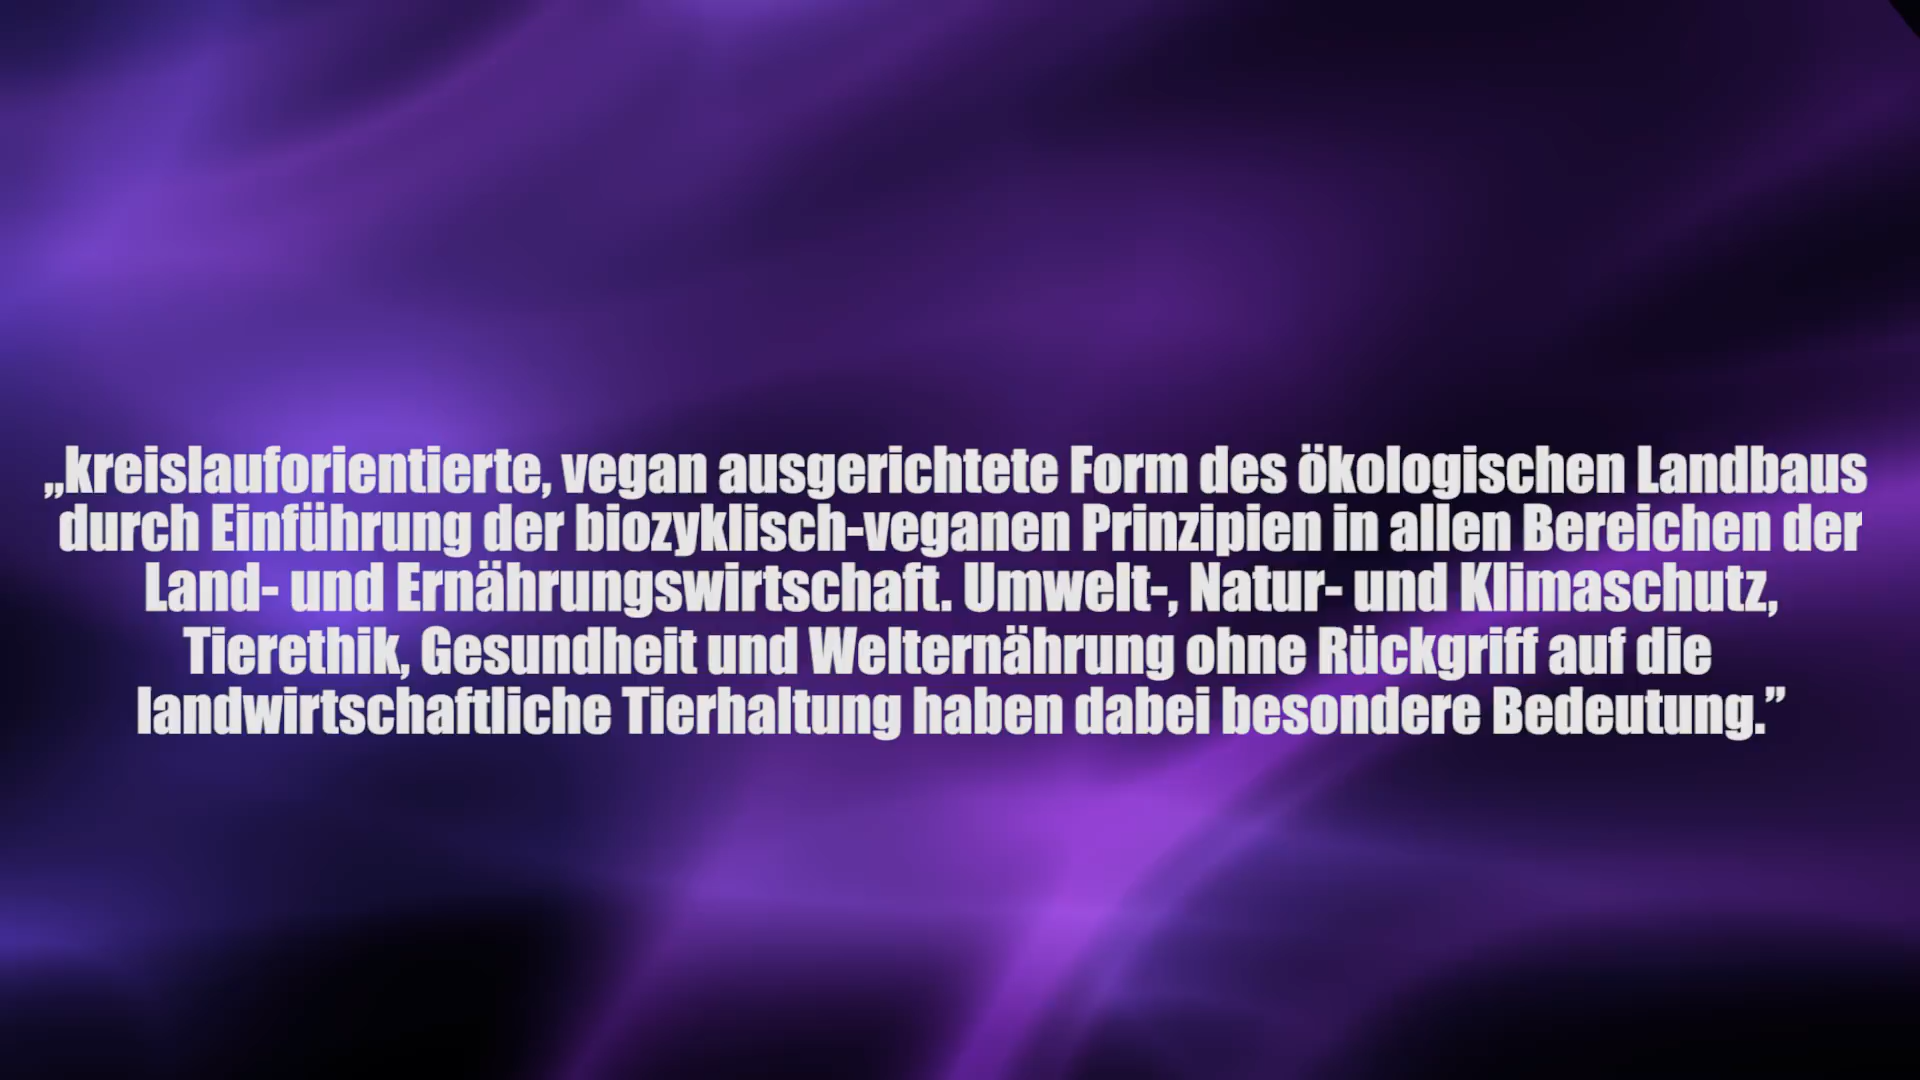 „kreislauforientierte, vegan ausgerichtete Form des ökologischen Landbaus
durch Einführung der biozyklisch-veganen Prinzipien in allen Bereichen der
Land- und Ernährungswirtschaft. Umwelt-, Natur- und Klimaschutz,
Tierethik, Gesundheit und Welternährung ohne Rückgriff auf die
landwirtschaftliche Tierhaltung haben dabei besondere Bedeutung.”